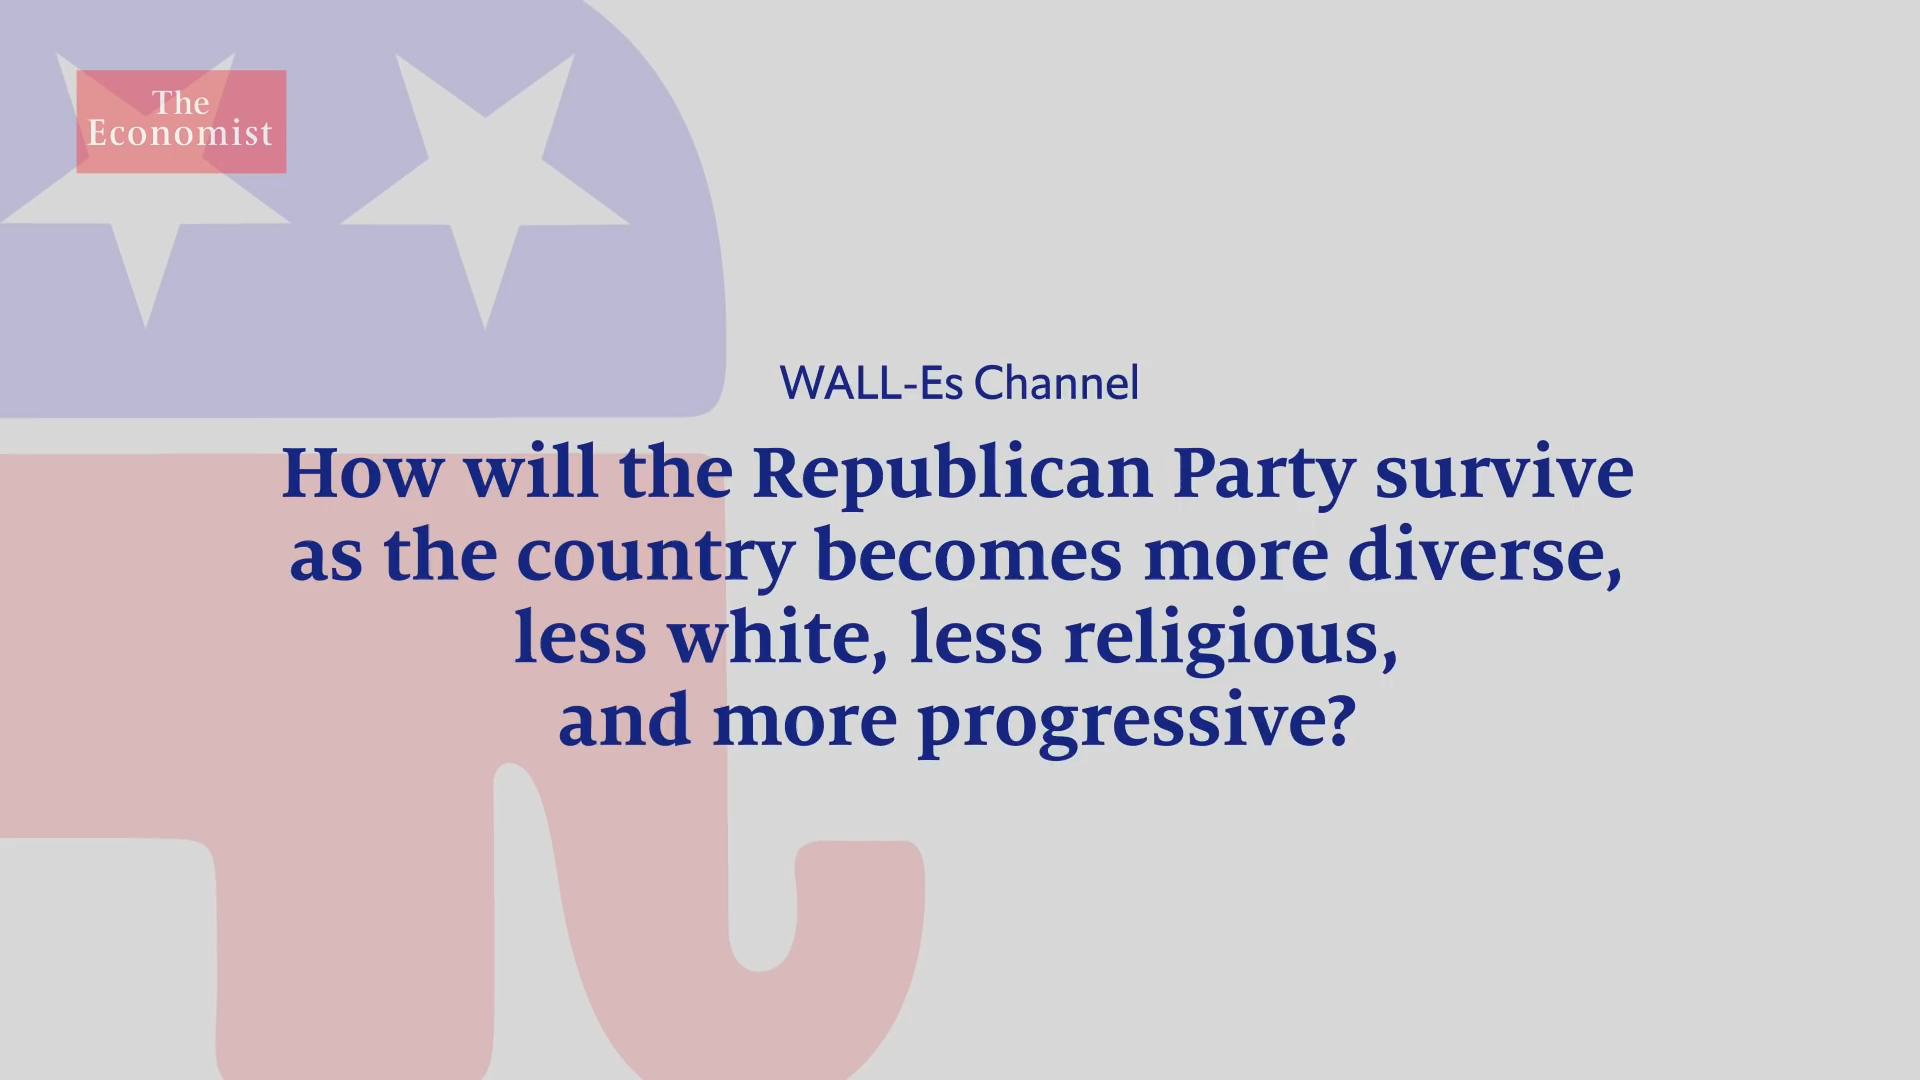 The
Economist
WALL-Es Channel
How will the Republican Party survive
as the country becomes more diverse,
less white, less religious,
and more progressive?